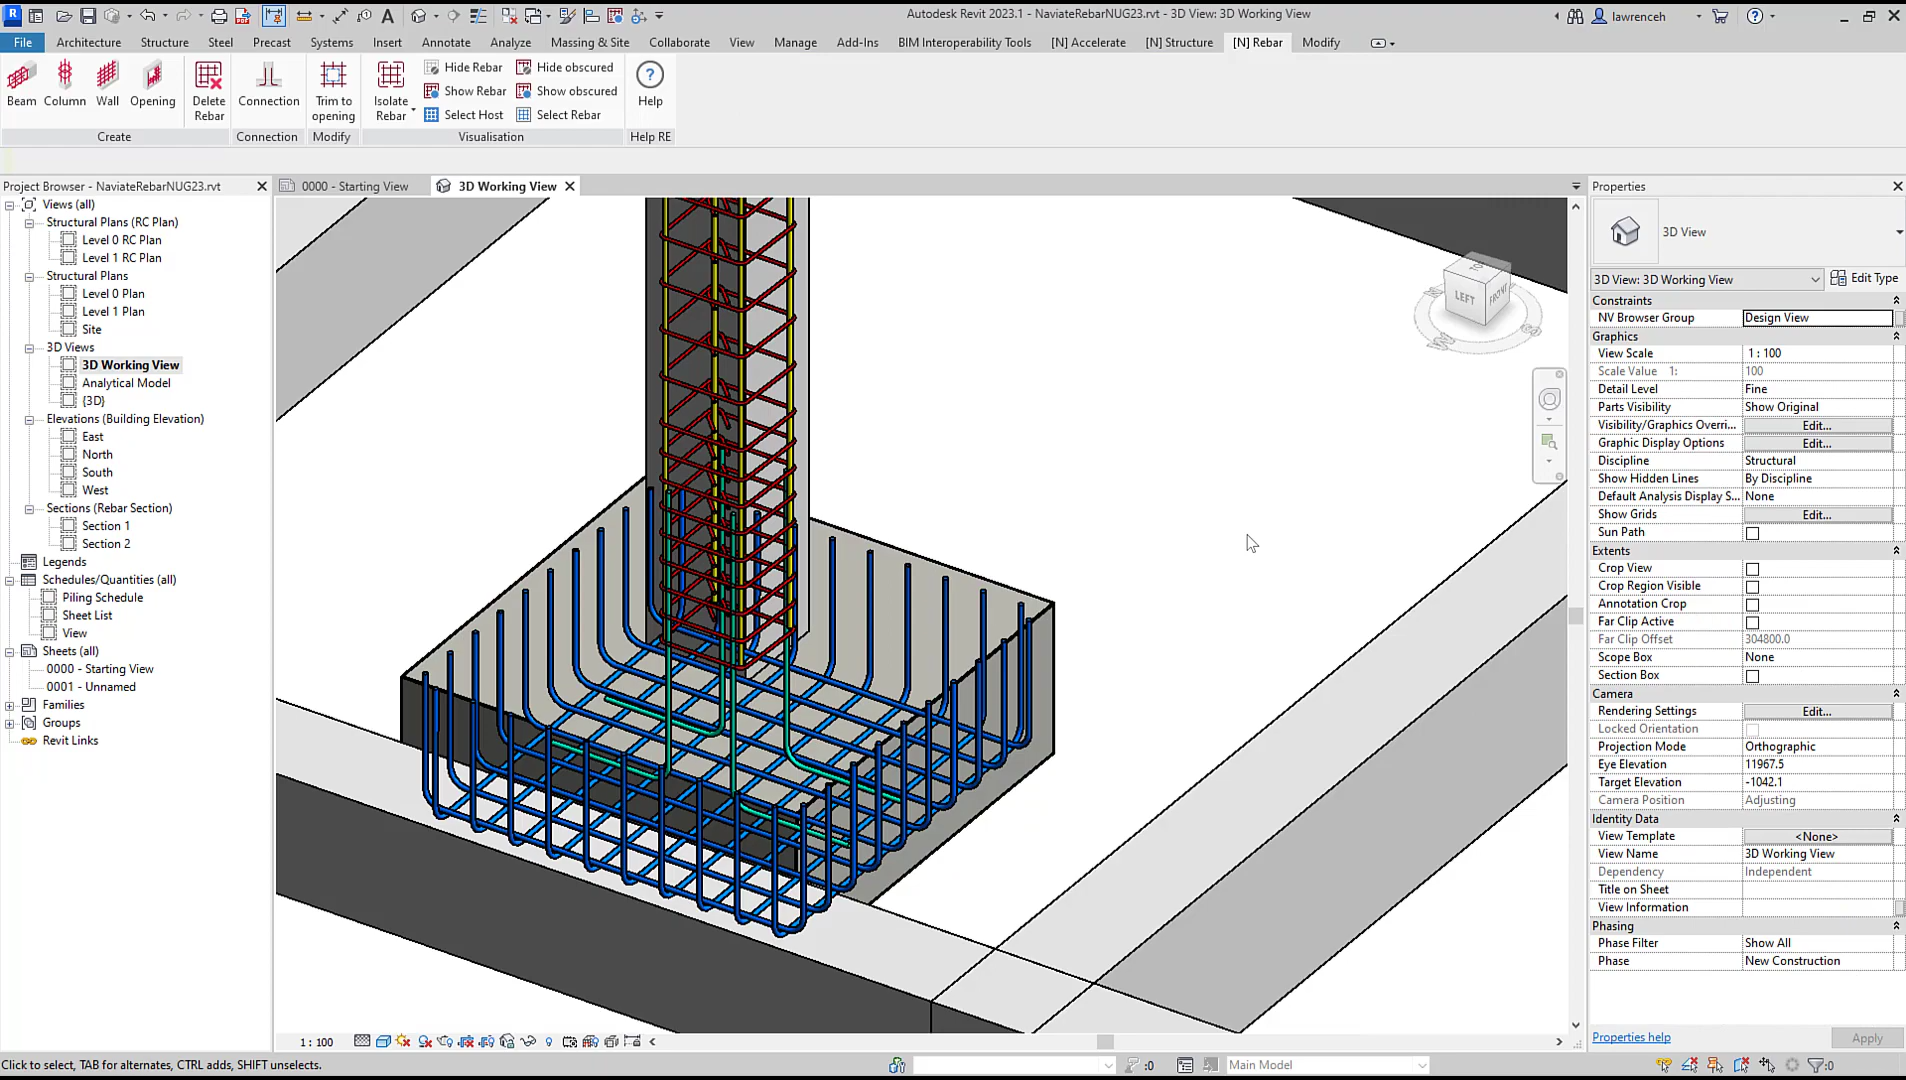 Autodesk Revit 2023.1 - NaviateRebarNUG23.rvt - 3D View: 3D Working View
lawrenceh
File
Architecture
Structure
Steel
Precast
Systems
Insert
Annotate
Analyze
Massing & Site
Collaborate
View
Manage
Add-Ins
BIM Interoperability Tools
[N] Accelerate
[N] Structure
[N] Rebar
Modify
Beam
Column
Wall
Opening
Delete
Rebar
Connection
Trim to
opening
Isolate
Rebar
Hide Rebar
Show Rebar
Select Host
Hide obscured
Show obscured
Select Rebar
Help
Create
Connection
Modify
Visualisation
Help RE
Project Browser - NaviateRebarNUG23.rvt
Views (all)
Structural Plans (RC Plan)
Level 0 RC Plan
Level 1 RC Plan
Structural Plans
Level 0 Plan
Level 1 Plan
Site
3D Views
3D Working View
Analytical Model
{3D}
Elevations (Building Elevation)
East
North
South
West
Sections (Rebar Section)
Section 1
Section 2
Legends
Schedules/Quantities (all)
Piling Schedule
Sheet List
View
Sheets (all)
0000 - Starting View
0001 - Unnamed
Families
Groups
Revit Links
0000 - Starting View
3D Working View
LEFT
FRONT
Properties
3D View
3D View: 3D Working View
Edit Type
Constraints
NV Browser Group Design View
Graphics
View Scale 1 : 100
Scale Value 1: 100
Detail Level Fine
Parts Visibility Show Original
Visibility/Graphics Overri... Edit...
Graphic Display Options Edit...
Discipline Structural
Show Hidden Lines By Discipline
Default Analysis Display S... None
Show Grids Edit...
Sun Path
Extents
Crop View
Crop Region Visible
Annotation Crop
Far Clip Active
Far Clip Offset 304800.0
Scope Box None
Section Box
Camera
Rendering Settings Edit...
Locked Orientation
Projection Mode Orthographic
Eye Elevation 11967.5
Target Elevation -1042.1
Camera Position Adjusting
Identity Data
View Template <None>
View Name 3D Working View
Dependency Independent
Title on Sheet
View Information
Phasing
Phase Filter Show All
Phase New Construction
Properties help
Apply
1 : 100
Click to select, TAB for alternates, CTRL adds, SHIFT unselects.
:0
Main Model
:0